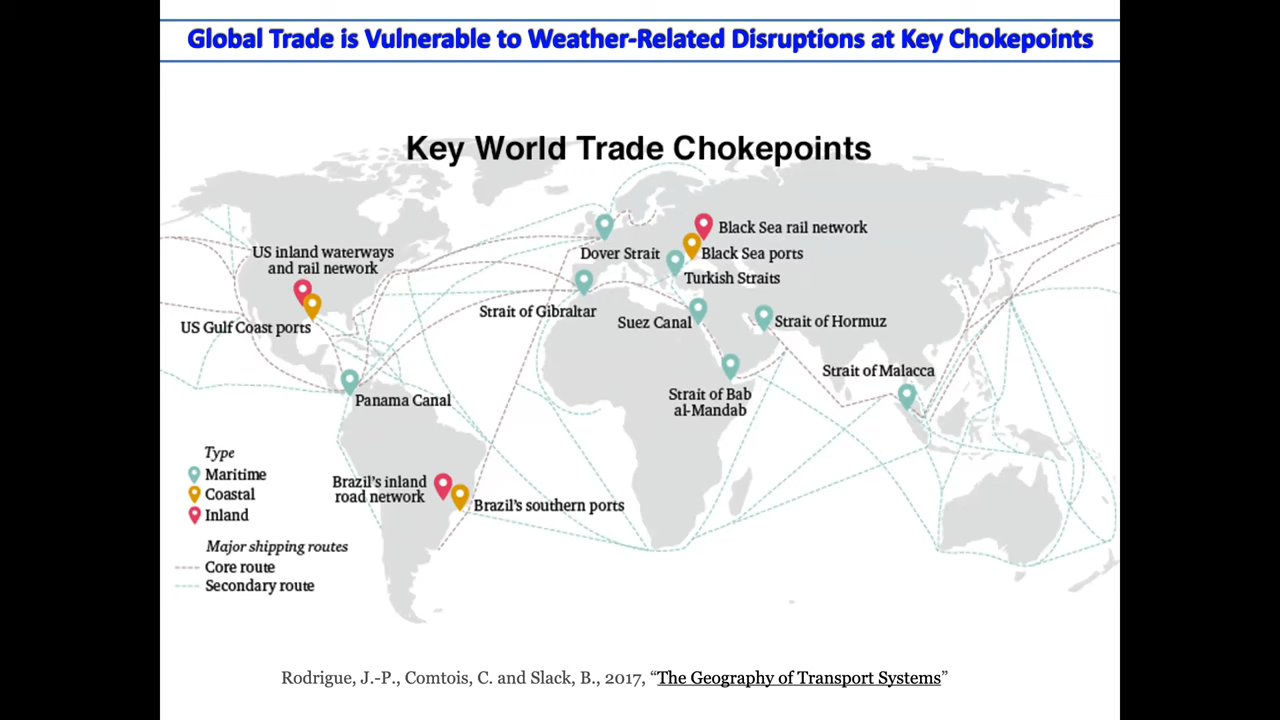 Global Trade is Vulnerable to Weather-Related Disruptions at Key Chokepoints
Key World Trade Chokepoints
Black Sea rail network
Dover Strait
Black Sea ports
US inland waterways
and rail network
Turkish Straits
Strait of Gibraltar
Suez Canal
Strait of Hormuz
US Gulf Coast ports
Strait of Malacca
Strait of Bab
al-Mandab
Panama Canal
Type
Maritime
Coastal
Inland
Brazil's inland
road network
Brazil's southern ports
Major shipping routes
Core route
Secondary route
Rodrigue, J.-P., Comtois, C. and Slack, B., 2017, “The Geography of Transport Systems”